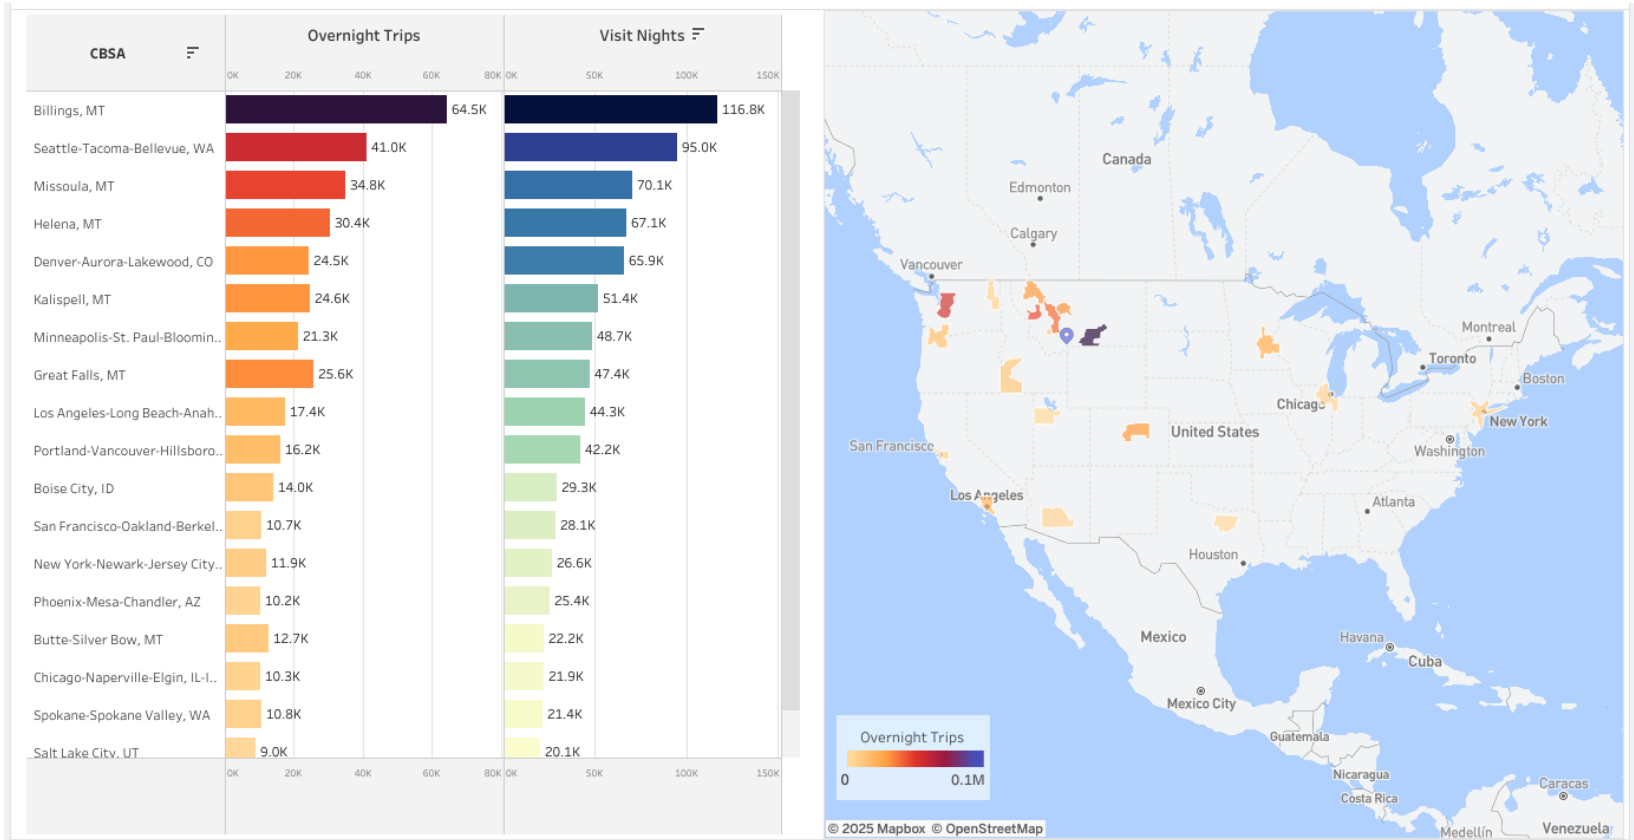 CBSA
Overnight Trips
Visit Nights
0K 20K 40K 60K 80K 0K 50K 100K 150K
Billings, MT 64.5K 116.8K
Seattle-Tacoma-Bellevue, WA 41.0K 95.0K
Missoula, MT 34.8K 70.1K
Helena, MT 30.4K 67.1K
Denver-Aurora-Lakewood, CO 24.5K 65.9K
Kalispell, MT 24.6K 51.4K
Minneapolis-St. Paul-Bloomin.. 21.3K 48.7K
Great Falls, MT 25.6K 47.4K
Los Angeles-Long Beach-Anah.. 17.4K 44.3K
Portland-Vancouver-Hillsboro.. 16.2K 42.2K
Boise City, ID 14.0K 29.3K
San Francisco-Oakland-Berkel.. 10.7K 28.1K
New York-Newark-Jersey City.. 11.9K 26.6K
Phoenix-Mesa-Chandler, AZ 10.2K 25.4K
Butte-Silver Bow, MT 12.7K 22.2K
Chicago-Naperville-Elgin, IL-I.. 10.3K 21.9K
Spokane-Spokane Valley, WA 10.8K 21.4K
Salt Lake City, UT 9.0K 20.1K
0K 20K 40K 60K 80K 0K 50K 100K 150K
Canada
Edmonton
Calgary
Vancouver
Montreal
Toronto
Boston
Chicago
New York
United States
San Francisco
Washington
Los Angeles
Atlanta
Houston
Mexico
Havana
Cuba
Mexico City
Guatemala
Nicaragua
Costa Rica
Caracas
Medellín
Venezuela
Overnight Trips
0 0.1M
© 2025 Mapbox © OpenStreetMap